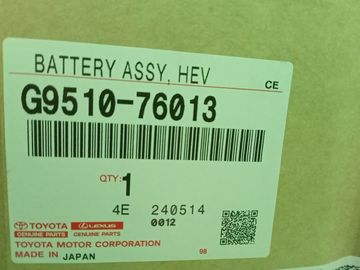 BATTERY ASSY, HEV
CE
G9510-76013
QTY:
1
4E 240514
0012
TOYOTA LEXUS
GENUINE PARTS GENUINE PARTS
TOYOTA MOTOR CORPORATION
MADE IN JAPAN 98